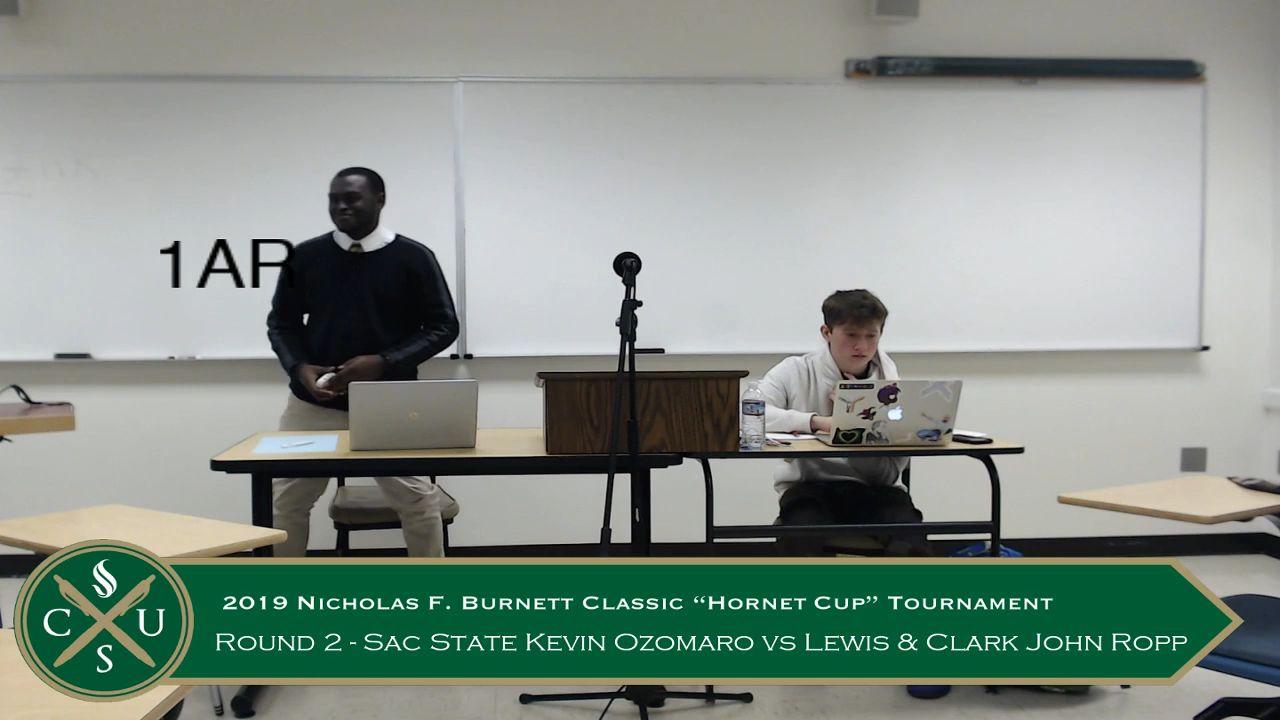 1AR
2019 Nicholas F. Burnett Classic “Hornet Cup” Tournament
Round 2 - Sac State Kevin Ozomaro vs Lewis & Clark John Ropp
C U
S